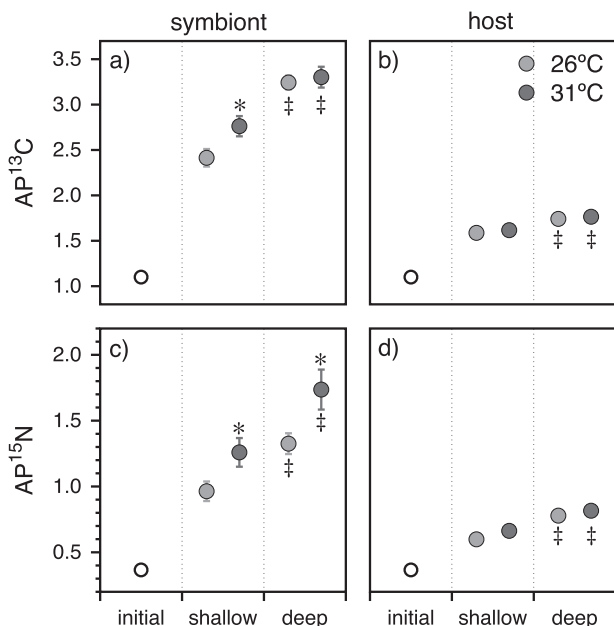 symbiont host
a) b) 26ºC
31ºC
3.5
3.0
2.5
2.0
1.5
1.0
AP¹³C
* ‡ ‡ ‡ ‡
c) d)
2.0
1.5
1.0
0.5
AP¹⁵N
* * ‡ ‡ ‡ ‡
initial shallow deep initial shallow deep